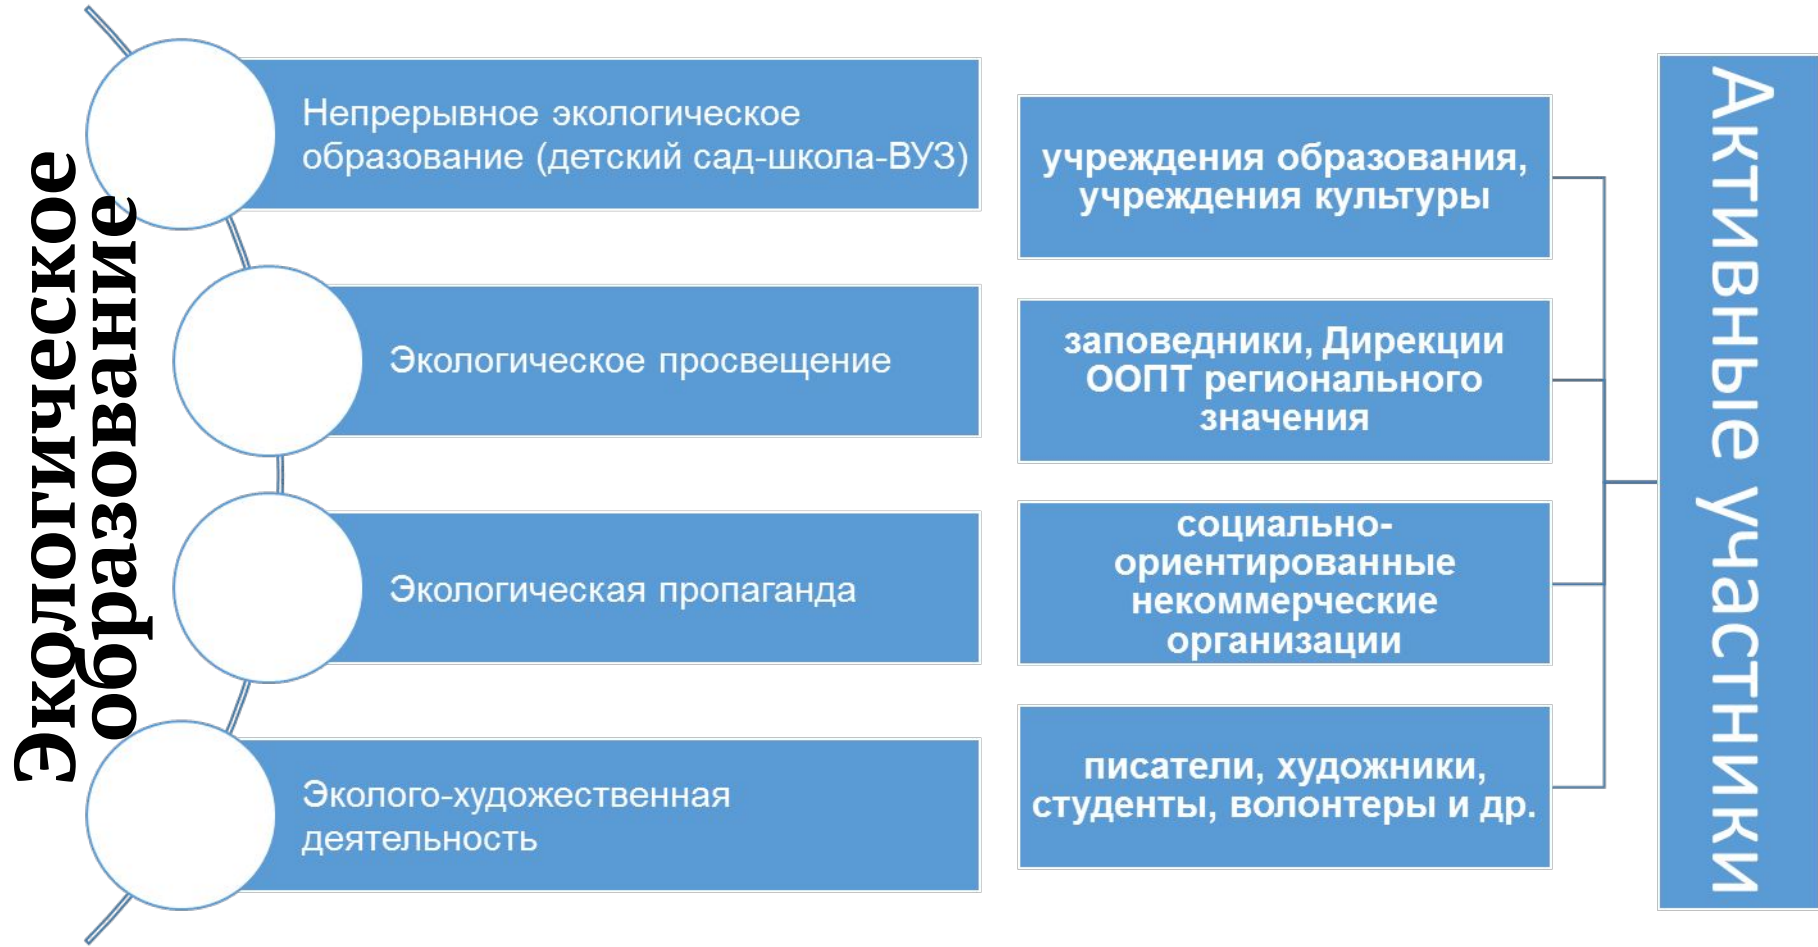 Экологическое
образование
Непрерывное экологическое
образование (детский сад-школа-ВУЗ)
Экологическое просвещение
Экологическая пропаганда
Эколого-художественная
деятельность
учреждения образования,
учреждения культуры
заповедники, Дирекции
ООПТ регионального
значения
социально-
ориентированные
некоммерческие
организации
писатели, художники,
студенты, волонтеры и др.
Активные участники